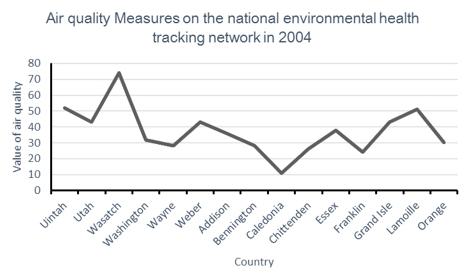 Air quality Measures on the national environmental health
tracking network in 2004
Value of air quality
80
70
60
50
40
30
20
10
0
Uintah
Utah
Wasatch
Washington
Wayne
Weber
Addison
Bennington
Caledonia
Chittenden
Essex
Franklin
Grand Isle
Lamoille
Orange
Country